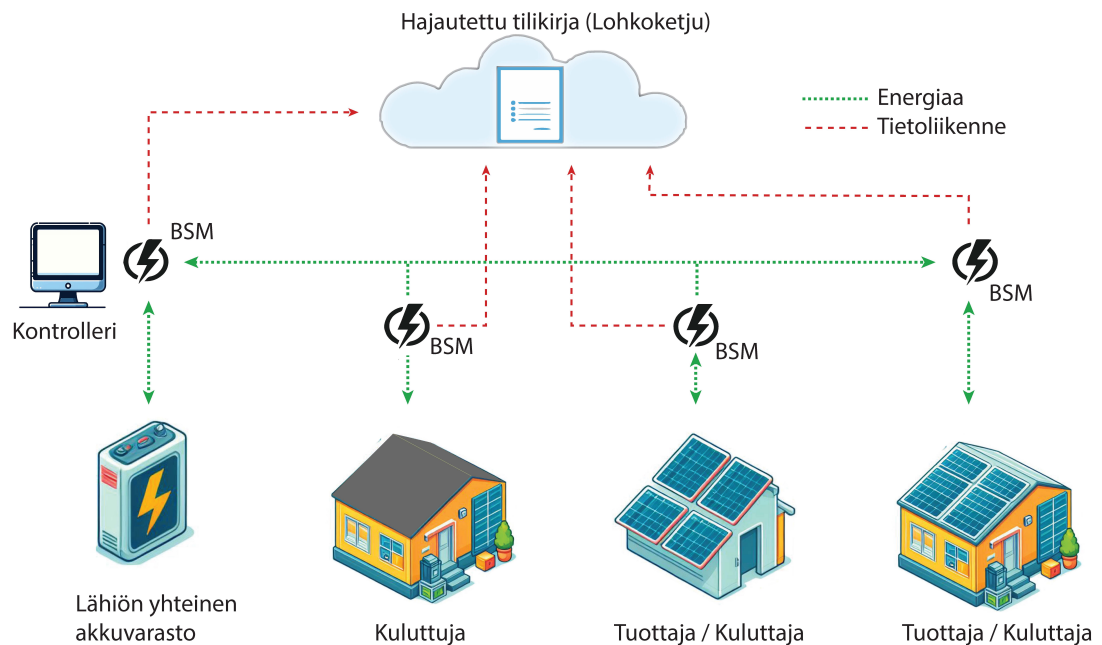 Hajautettu tilikirja (Lohkoketju)
Energiaa
Tietoliikenne
BSM
Kontrolleri
BSM
BSM
BSM
Lähiön yhteinen
akkuvarasto
Kuluttuja
Tuottaja / Kuluttaja
Tuottaja / Kuluttaja